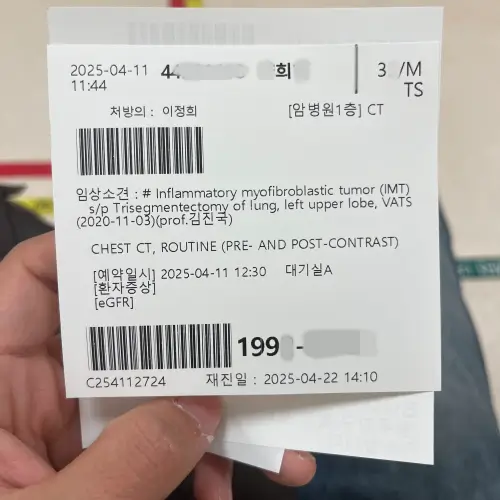 2025-04-11
11:44
44
희
3 /M
TS
처방의 : 이정희
[암병원1층] CT
임상소견 : # Inflammatory myofibroblastic tumor (IMT)
s/p Trisegmentectomy of lung, left upper lobe, VATS
(2020-11-03)(prof.김진국)
CHEST CT, ROUTINE (PRE- AND POST-CONTRAST)
[예약일시] 2025-04-11 12:30 대기실A
[환자증상]
[eGFR]
199 -
C254112724
재진일 : 2025-04-22 14:10